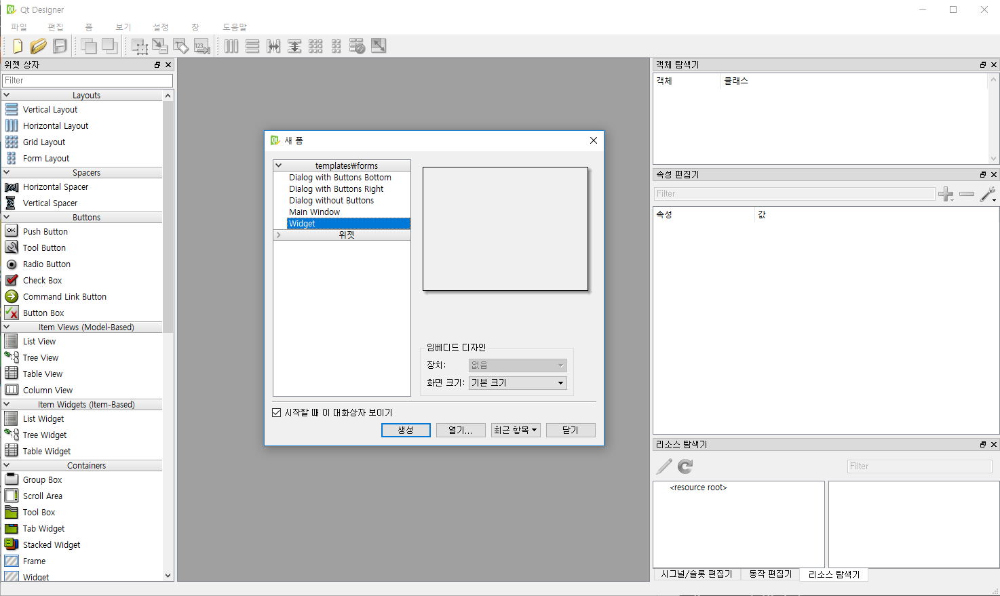 Qt Designer
파일 편집 폼 보기 설정 창 도움말
위젯 상자
Filter
Layouts
Vertical Layout
Horizontal Layout
Grid Layout
Form Layout
Spacers
Horizontal Spacer
Vertical Spacer
Buttons
OK Push Button
Tool Button
Radio Button
Check Box
Command Link Button
Button Box
Item Views (Model-Based)
List View
Tree View
Table View
Column View
Item Widgets (Item-Based)
List Widget
Tree Widget
Table Widget
Containers
Group Box
Scroll Area
Tool Box
Tab Widget
Stacked Widget
Frame
Widget
Qt 새 폼
templates₩forms
Dialog with Buttons Bottom
Dialog with Buttons Right
Dialog without Buttons
Main Window
Widget
위젯
임베디드 디자인
장치: 없음
화면 크기: 기본 크기
시작할 때 이 대화상자 보이기
생성 열기... 최근 항목 닫기
객체 탐색기
객체 클래스
속성 편집기
Filter
속성 값
리소스 탐색기
Filter
<resource root>
시그널/슬롯 편집기 동작 편집기 리소스 탐색기